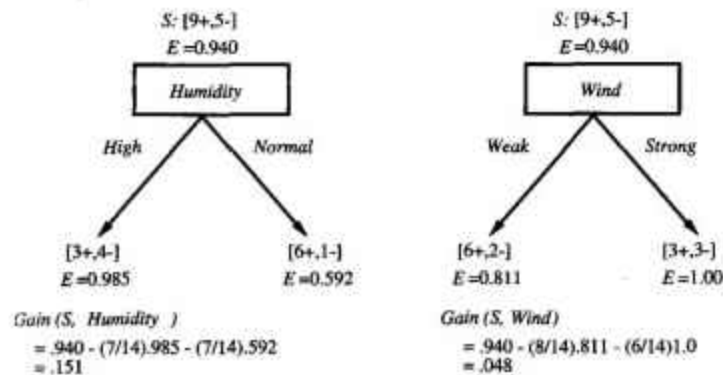 S: [9+,5-]
E=0.940
Humidity
High
Normal
[3+,4-]
E=0.985
[6+,1-]
E=0.592
Gain (S, Humidity )
= .940 - (7/14).985 - (7/14).592
= .151
S: [9+,5-]
E=0.940
Wind
Weak
Strong
[6+,2-]
E=0.811
[3+,3-]
E=1.00
Gain (S, Wind)
= .940 - (8/14).811 - (6/14)1.0
= .048